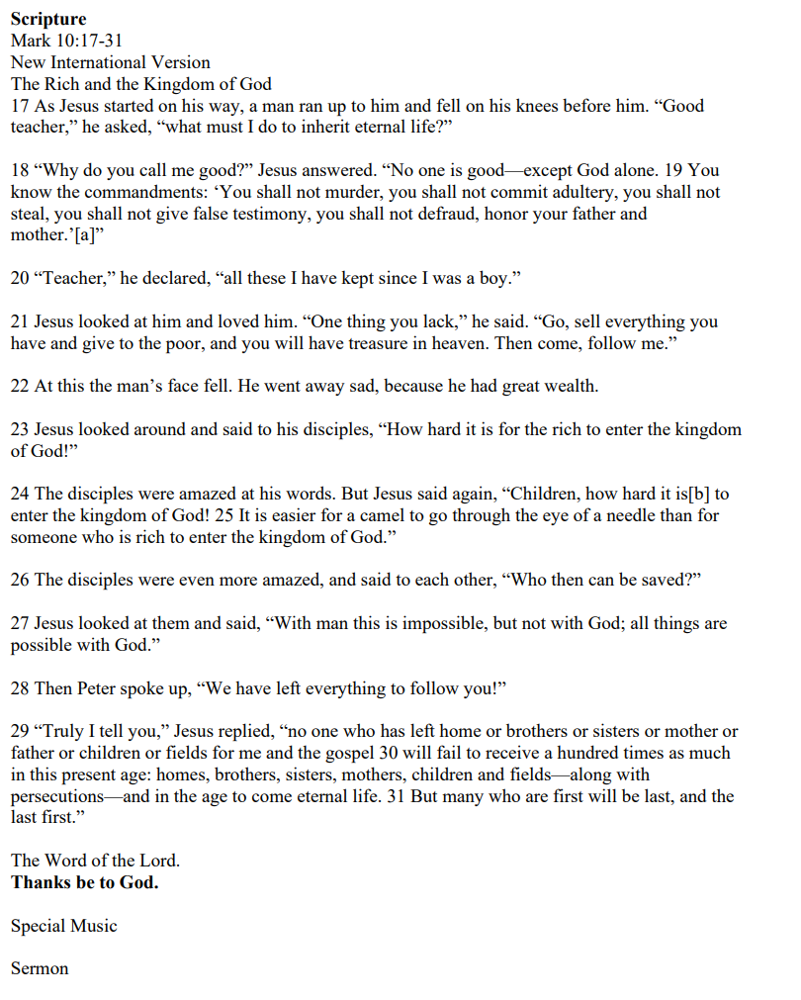 Scripture
Mark 10:17-31
New International Version
The Rich and the Kingdom of God
17 As Jesus started on his way, a man ran up to him and fell on his knees before him. “Good
teacher,” he asked, “what must I do to inherit eternal life?”
18 “Why do you call me good?” Jesus answered. “No one is good—except God alone. 19 You
know the commandments: ‘You shall not murder, you shall not commit adultery, you shall not
steal, you shall not give false testimony, you shall not defraud, honor your father and
mother.’[a]”
20 “Teacher,” he declared, “all these I have kept since I was a boy.”
21 Jesus looked at him and loved him. “One thing you lack,” he said. “Go, sell everything you
have and give to the poor, and you will have treasure in heaven. Then come, follow me.”
22 At this the man’s face fell. He went away sad, because he had great wealth.
23 Jesus looked around and said to his disciples, “How hard it is for the rich to enter the kingdom
of God!”
24 The disciples were amazed at his words. But Jesus said again, “Children, how hard it is[b] to
enter the kingdom of God! 25 It is easier for a camel to go through the eye of a needle than for
someone who is rich to enter the kingdom of God.”
26 The disciples were even more amazed, and said to each other, “Who then can be saved?”
27 Jesus looked at them and said, “With man this is impossible, but not with God; all things are
possible with God.”
28 Then Peter spoke up, “We have left everything to follow you!”
29 “Truly I tell you,” Jesus replied, “no one who has left home or brothers or sisters or mother or
father or children or fields for me and the gospel 30 will fail to receive a hundred times as much
in this present age: homes, brothers, sisters, mothers, children and fields—along with
persecutions—and in the age to come eternal life. 31 But many who are first will be last, and the
last first.”
The Word of the Lord.
Thanks be to God.
Special Music
Sermon